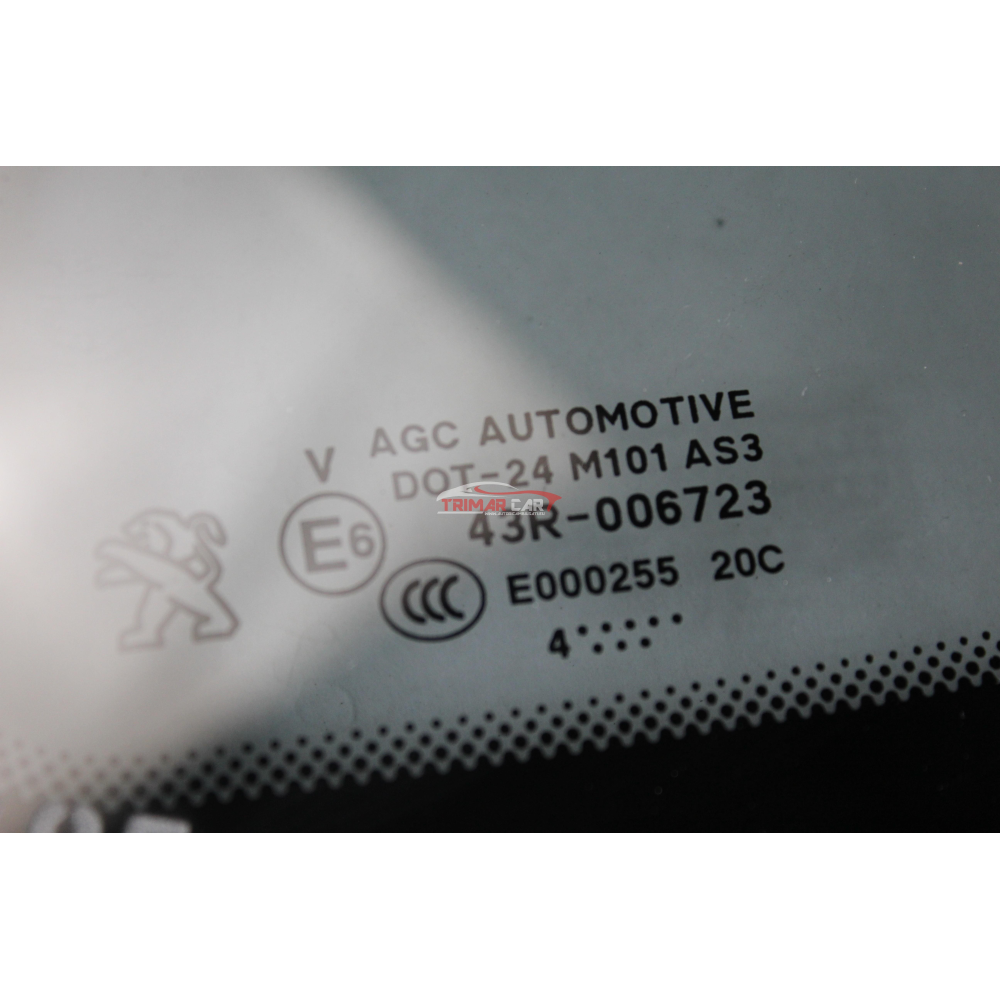 AGC AUTOMOTIVE
V
DOT-24 M101 AS3
E6
43R-006723
CCC
E000255 20C
4
TRIMAR CAR